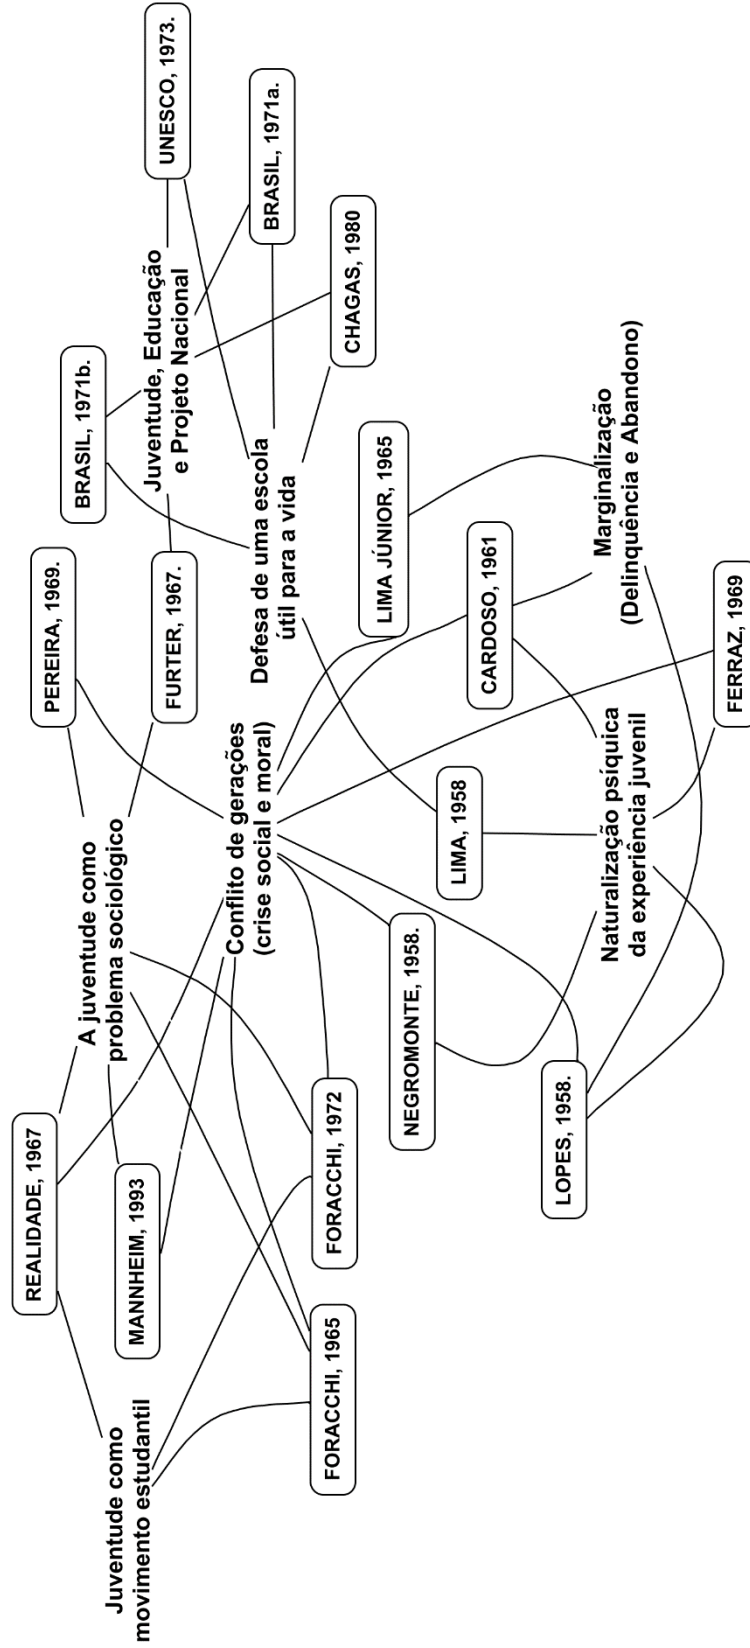 REALIDADE, 1967
PEREIRA, 1969.
BRASIL, 1971b.
Juventude como
movimento estudantil
MANNHEIM, 1993
A juventude como
problema sociológico
FURTER, 1967.
Juventude, Educação
e Projeto Nacional
UNESCO, 1973.
Conflito de gerações
(crise social e moral)
Defesa de uma escola
útil para a vida
BRASIL, 1971a.
FORACCHI, 1965
FORACCHI, 1972
CHAGAS, 1980
NEGROMONTE, 1958.
LIMA JÚNIOR, 1965
LIMA, 1958
CARDOSO, 1961
LOPES, 1958.
Naturalização psíquica
da experiência juvenil
Marginalização
(Delinquência e Abandono)
FERRAZ, 1969